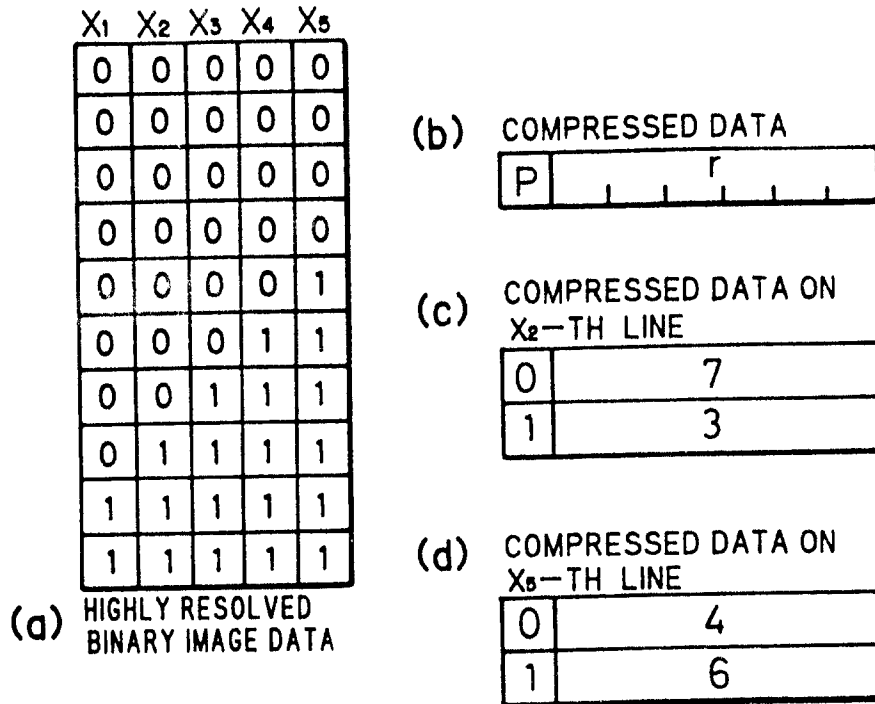 X1 X2 X3 X4 X5
0 0 0 0 0
0 0 0 0 0
0 0 0 0 0
0 0 0 0 0
0 0 0 0 1
0 0 0 1 1
0 0 1 1 1
0 1 1 1 1
1 1 1 1 1
1 1 1 1 1
(a) HIGHLY RESOLVED
BINARY IMAGE DATA
(b) COMPRESSED DATA
P r
(c) COMPRESSED DATA ON
X2-TH LINE
0 7
1 3
(d) COMPRESSED DATA ON
X5-TH LINE
0 4
1 6